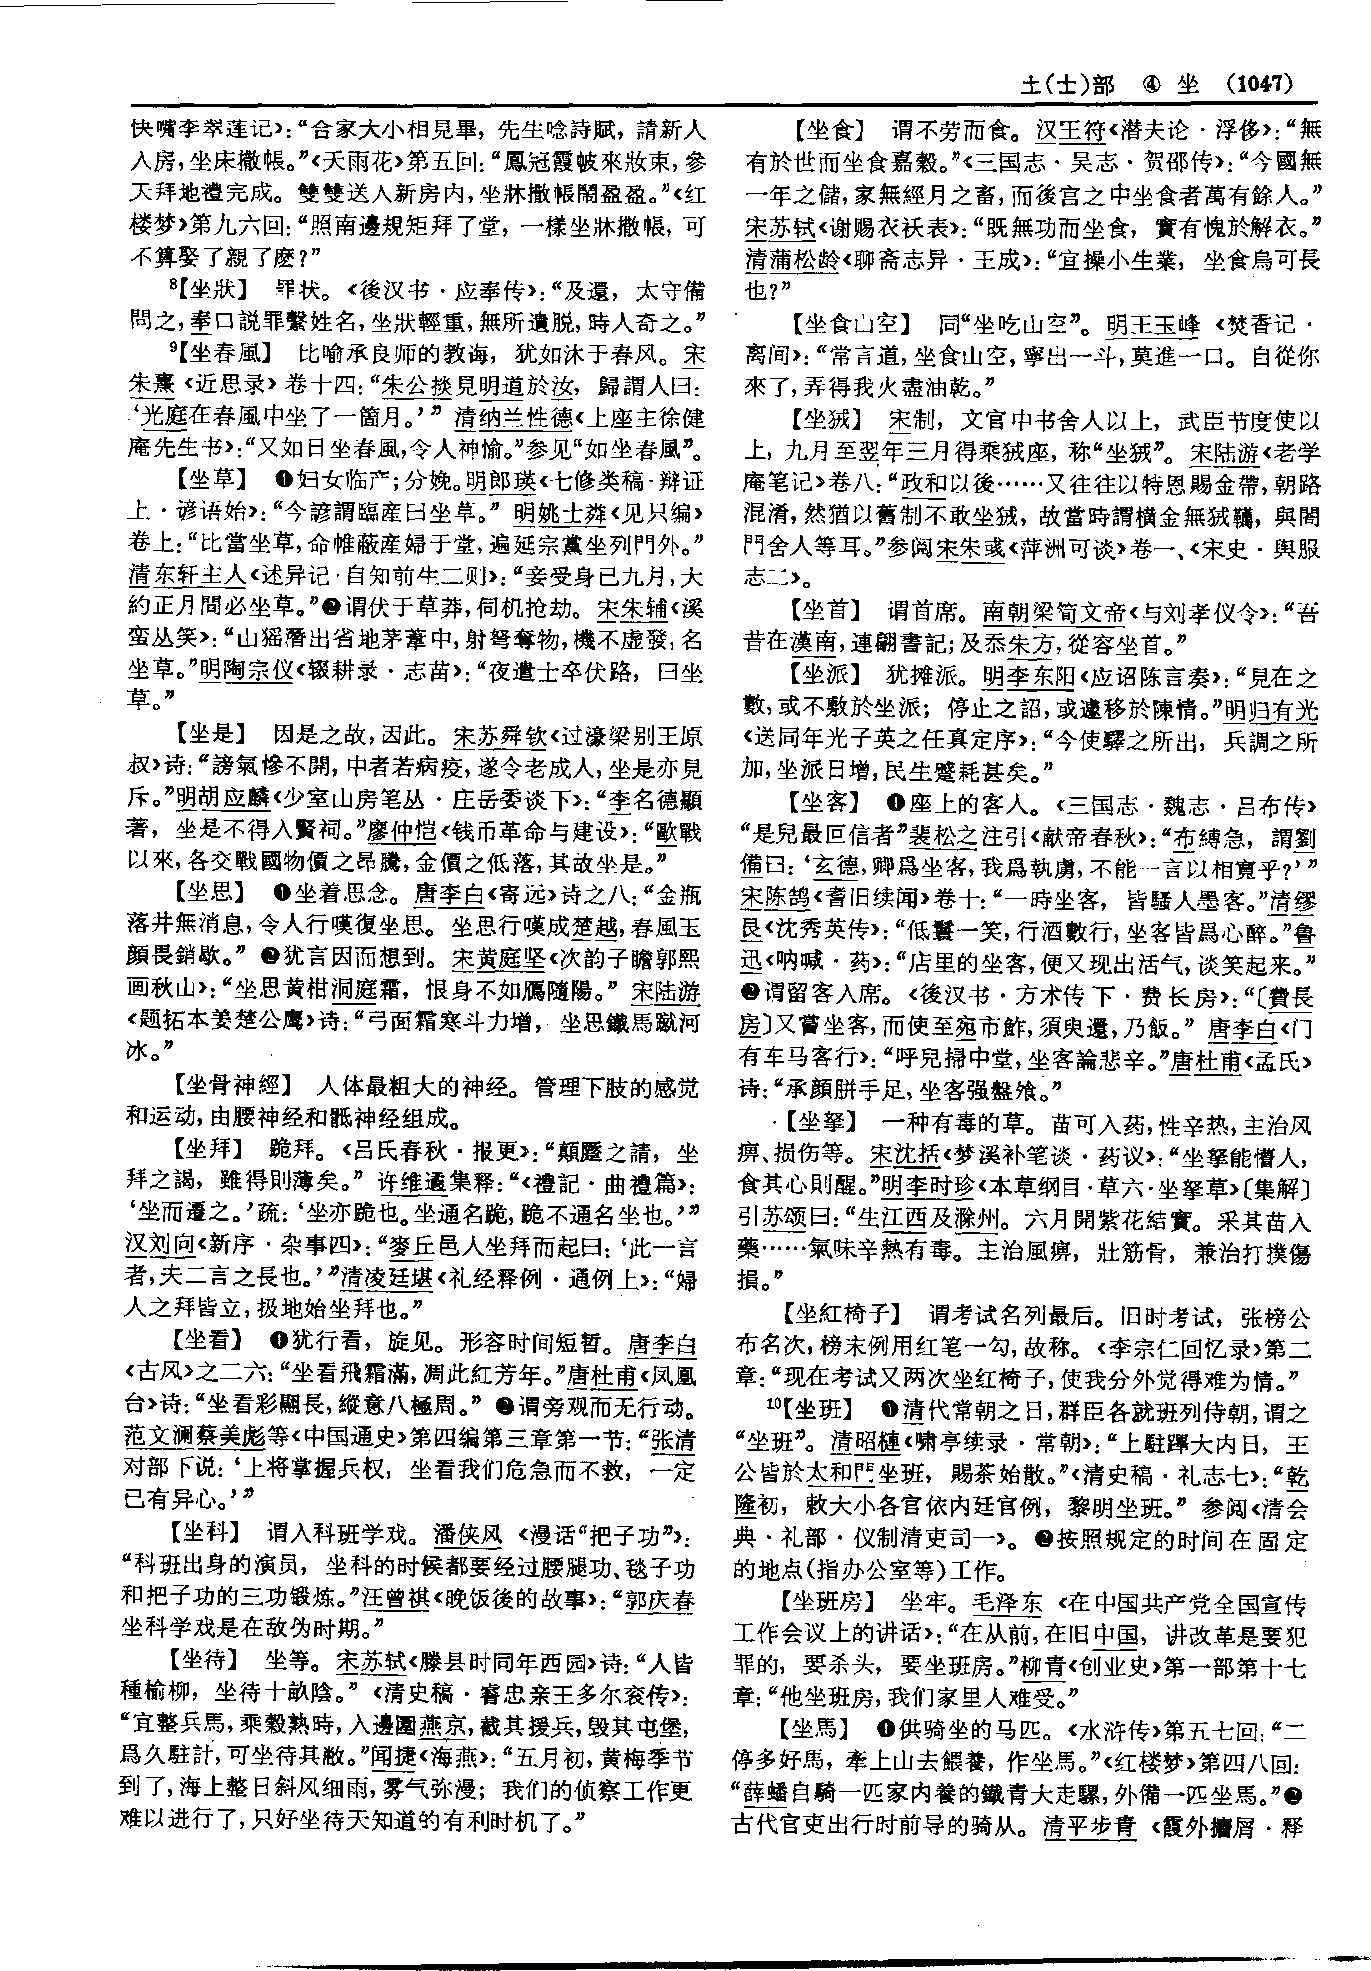 土(士)部　④　坐　(1047)
快嘴李翠莲记》：“合家大小相見畢，先生唸詩賦，請新人
入房，坐床撒帳。”《天雨花》第五回：“鳳冠霞帔來妝束，參
天拜地禮完成。雙雙送人新房内，坐牀撒帳鬧盈盈。”《红
楼梦》第九六回：“照南邊規矩拜了堂，一樣坐牀撒帳，可
不算娶了親了麽？”
8【坐狀】　罪状。《後汉书·应奉传》：“及還，太守備
問之，奉口説罪繫姓名，坐狀輕重，無所遺脱，時人奇之。”
9【坐春風】　比喻承良师的教诲，犹如沐于春风。宋
朱熹《近思录》卷十四：“朱公掞見明道於汝，歸謂人曰：
‘光庭在春風中坐了一箇月。’”清纳兰性德《上座主徐健
庵先生书》：“又如日坐春風，令人神愉。”参见“如坐春風”。
【坐草】　❶妇女临产；分娩。明郎瑛《七修类稿·辩证
上·谚语始》：“今諺謂臨産曰坐草。”明姚士粦《见只编》
卷上：“比當坐草，命帷蔽産婦于堂，遍延宗黨坐列門外。”
清东轩主人《述异记·自知前生二则》：“妾受身已九月，大
約正月間必坐草。”❷谓伏于草莽，伺机抢劫。宋朱辅《溪
蛮丛笑》：“山猺潛出省地茅葦中，射弩奪物，機不虚發，名
坐草。”明陶宗仪《辍耕录·志苗》：“夜遣士卒伏路，曰坐
草。”
【坐是】　因是之故，因此。宋苏舜钦《过濠梁别王原
叔》诗：“謗氣慘不開，中者若病疫，遂令老成人，坐是亦見
斥。”明胡应麟《少室山房笔丛·庄岳委谈下》：“李名德顯
著，坐是不得入賢祠。”廖仲恺《钱币革命与建设》：“歐戰
以來，各交戰國物價之昂騰，金價之低落，其故坐是。”
【坐思】　❶坐着思念。唐李白《寄远》诗之八：“金瓶
落井無消息，令人行嘆復坐思。坐思行嘆成楚越，春風玉
顔畏銷歇。”❷犹言因而想到。宋黄庭坚《次韵子瞻郭熙
画秋山》：“坐思黄柑洞庭霜，恨身不如鴈隨陽。”宋陆游
《题拓本姜楚公鹰》诗：“弓面霜寒斗力增，坐思鐵馬蹴河
冰。”
【坐骨神經】　人体最粗大的神经。管理下肢的感觉
和运动，由腰神经和骶神经组成。
【坐拜】　跪拜。《吕氏春秋·报更》：“顛蹷之請，坐
拜之謁，雖得則薄矣。”许维遹集释：“《禮記·曲禮篇》：
‘坐而遷之。’疏：‘坐亦跪也。坐通名跪，跪不通名坐也。’”
汉刘向《新序·杂事四》：“麥丘邑人坐拜而起曰：‘此一言
者，夫二言之長也。’”清凌廷堪《礼经释例·通例上》：“婦
人之拜皆立，扱地始坐拜也。”
【坐看】　❶犹行看，旋见。形容时间短暂。唐李白
《古风》之二六：“坐看飛霜滿，凋此紅芳年。”唐杜甫《凤凰
台》诗：“坐看彩翮長，縱意八極周。”❷谓旁观而无行动。
范文澜蔡美彪等《中国通史》第四编第三章第一节：“张清
对部下说：‘上将掌握兵权，坐看我们危急而不救，一定
已有异心。’”
【坐科】　谓入科班学戏。潘侠风《漫话“把子功”》：
“科班出身的演员，坐科的时候都要经过腰腿功、毯子功
和把子功的三功锻炼。”汪曾祺《晚饭後的故事》：“郭庆春
坐科学戏是在敌伪时期。”
【坐待】　坐等。宋苏轼《滕县时同年西园》诗：“人皆
種榆柳，坐待十畝陰。”《清史稿·睿忠亲王多尔衮传》：
“宜整兵馬，乘穀熟時，入邊圍燕京，截其援兵，毁其屯堡，
爲久駐計，可坐待其敝。”闻捷《海燕》：“五月初，黄梅季节
到了，海上整日斜风细雨，雾气弥漫；我们的侦察工作更
难以进行了，只好坐待天知道的有利时机了。”
【坐食】　谓不劳而食。汉王符《潜夫论·浮侈》：“無
有於世而坐食嘉穀。”《三国志·吴志·贺邵传》：“今國無
一年之儲，家無經月之畜，而後宫之中坐食者萬有餘人。”
宋苏轼《谢赐衣袄表》：“既無功而坐食，實有愧於解衣。”
清蒲松龄《聊斋志异·王成》：“宜操小生業，坐食烏可長
也？”
【坐食山空】　同“坐吃山空”。明王玉峰《焚香记·
离间》：“常言道，坐食山空，寧出一斗，莫進一口。自從你
來了，弄得我火盡油乾。”
【坐狨】　宋制，文官中书舍人以上，武臣节度使以
上，九月至翌年三月得乘狨座，称“坐狨”。宋陆游《老学
庵笔记》卷八：“政和以後……又往往以特恩賜金帶，朝路
混淆，然猶以舊制不敢坐狨，故當時謂横金無狨韉，與閤
門舍人等耳。”参阅宋朱彧《萍洲可谈》卷一、《宋史·舆服
志二》。
【坐首】　谓首席。南朝梁简文帝《与刘孝仪令》：“吾
昔在漢南，連翩書記；及忝朱方，從容坐首。”
【坐派】　犹摊派。明李东阳《应诏陈言奏》：“見在之
數，或不敷於坐派；停止之詔，或遽移於陳情。”明归有光
《送同年光子英之任真定序》：“今使驛之所出，兵調之所
加，坐派日增，民生蹙耗甚矣。”
【坐客】　❶座上的客人。《三国志·魏志·吕布传》
“是兒最叵信者”裴松之注引《献帝春秋》：“布縛急，謂劉
備曰：‘玄德，卿爲坐客，我爲執虜，不能一言以相寬乎？’”
宋陈鹄《耆旧续闻》卷十：“一時坐客，皆騷人墨客。”清缪
艮《沈秀英传》：“低鬟一笑，行酒數行，坐客皆爲心醉。”鲁
迅《呐喊·药》：“店里的坐客，便又现出活气，谈笑起来。”
❷谓留客入席。《後汉书·方术传下·费长房》：“〔費長
房〕又嘗坐客，而使至宛市鮓，須臾還，乃飯。”唐李白《门
有车马客行》：“呼兒掃中堂，坐客論悲辛。”唐杜甫《孟氏》
诗：“承顔胼手足，坐客强盤飧。”
【坐拏】　一种有毒的草。苗可入药，性辛热，主治风
痹、损伤等。宋沈括《梦溪补笔谈·药议》：“坐拏能懵人，
食其心則醒。”明李时珍《本草纲目·草六·坐拏草》〔集解〕
引苏颂曰：“生江西及滁州。六月開紫花結實。采其苗入
藥……氣味辛熱有毒。主治風痹，壯筋骨，兼治打撲傷
損。”
【坐紅椅子】　谓考试名列最后。旧时考试，张榜公
布名次，榜末例用红笔一勾，故称。《李宗仁回忆录》第二
章：“现在考试又两次坐红椅子，使我分外觉得难为情。”
10【坐班】　❶清代常朝之日，群臣各就班列侍朝，谓之
“坐班”。清昭槤《啸亭续录·常朝》：“上駐蹕大内日，王
公皆於太和門坐班，賜茶始散。”《清史稿·礼志七》：“乾
隆初，敕大小各官依内廷官例，黎明坐班。”参阅《清会
典·礼部·仪制清吏司一》。❷按照规定的时间在固定
的地点(指办公室等)工作。
【坐班房】　坐牢。毛泽东《在中国共产党全国宣传
工作会议上的讲话》：“在从前，在旧中国，讲改革是要犯
罪的，要杀头，要坐班房。”柳青《创业史》第一部第十七
章：“他坐班房，我们家里人难受。”
【坐馬】　❶供骑坐的马匹。《水浒传》第五七回：“二
停多好馬，牽上山去餵養，作坐馬。”《红楼梦》第四八回：
“薛蟠自騎一匹家内養的鐵青大走騾，外備一匹坐馬。”❷
古代官吏出行时前导的骑从。清平步青《霞外攟屑·释